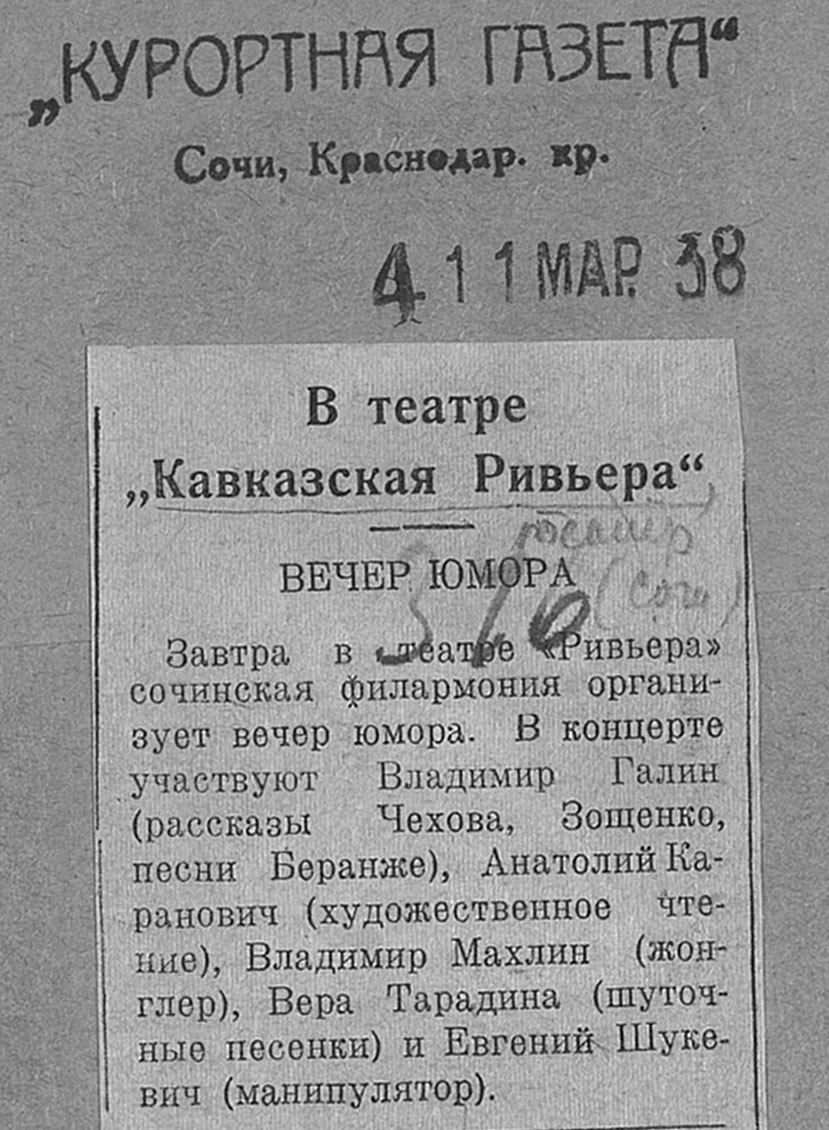 „КУРОРТНАЯ ГАЗЕТА“
Сочи, Краснодар. кр.
4 11 МАР. 38
В театре
„Кавказская Ривьера“
ВЕЧЕР ЮМОРА
(Сочи)
Завтра в театре «Ривьера»
сочинская филармония органи-
зует вечер юмора. В концерте
участвуют Владимир Галин
(рассказы Чехова, Зощенко,
песни Беранже), Анатолий Ка-
ранович (художественное чте-
ние), Владимир Махлин (жон-
глер), Вера Тарадина (шуточ-
ные песенки) и Евгений Шуке-
вич (манипулятор).